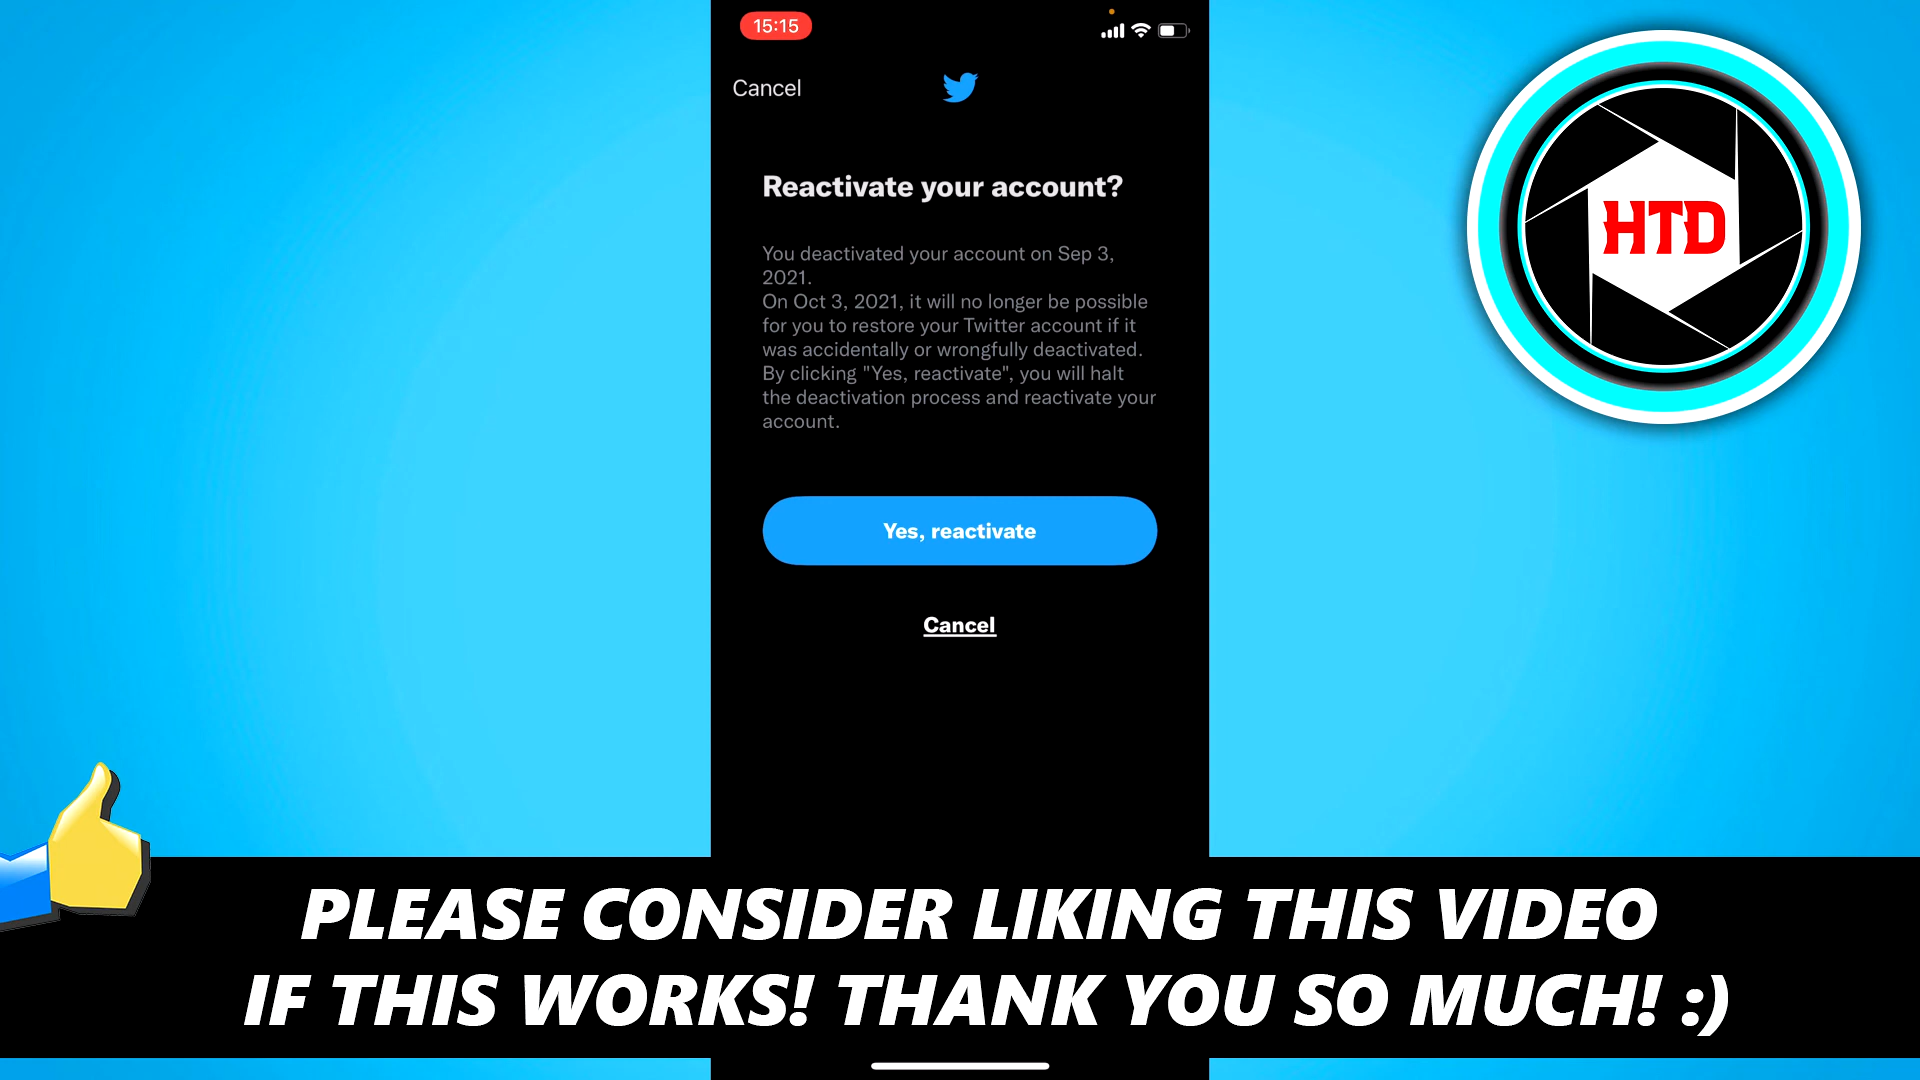 15:15
Cancel
Reactivate your account?
You deactivated your account on Sep 3,
2021.
On Oct 3, 2021, it will no longer be possible
for you to restore your Twitter account if it
was accidentally or wrongfully deactivated.
By clicking "Yes, reactivate", you will halt
the deactivation process and reactivate your
account.
Yes, reactivate
Cancel
HTD
PLEASE CONSIDER LIKING THIS VIDEO
IF THIS WORKS! THANK YOU SO MUCH! :)